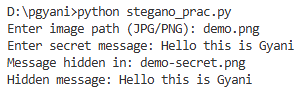 D:\pgyani>python stegano_prac.py
Enter image path (JPG/PNG): demo.png
Enter secret message: Hello this is Gyani
Message hidden in: demo-secret.png
Hidden message: Hello this is Gyani